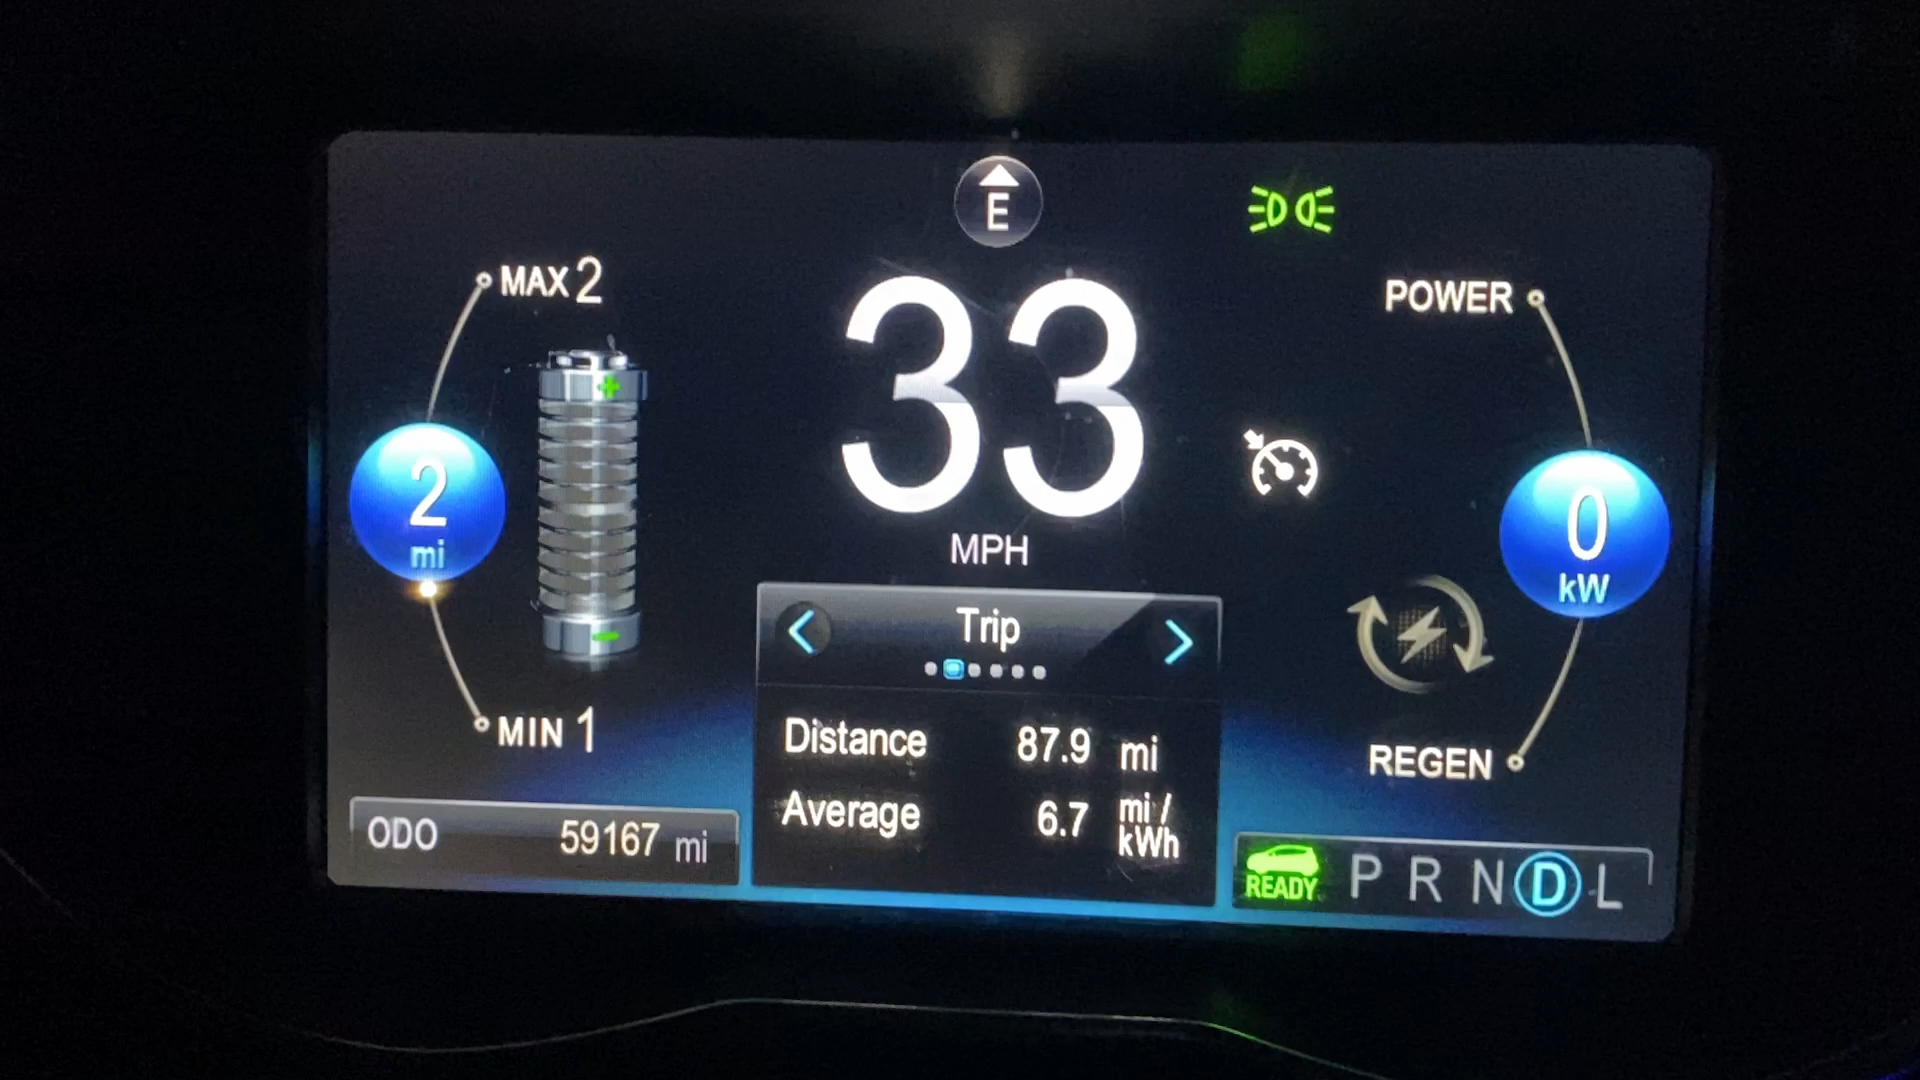 E
MAX 2
33
MPH
POWER
2
mi
0
kW
MIN 1
REGEN
Trip
Distance 87.9 mi
Average 6.7 mi/
kWh
ODO 59167 mi
READY P R N D L